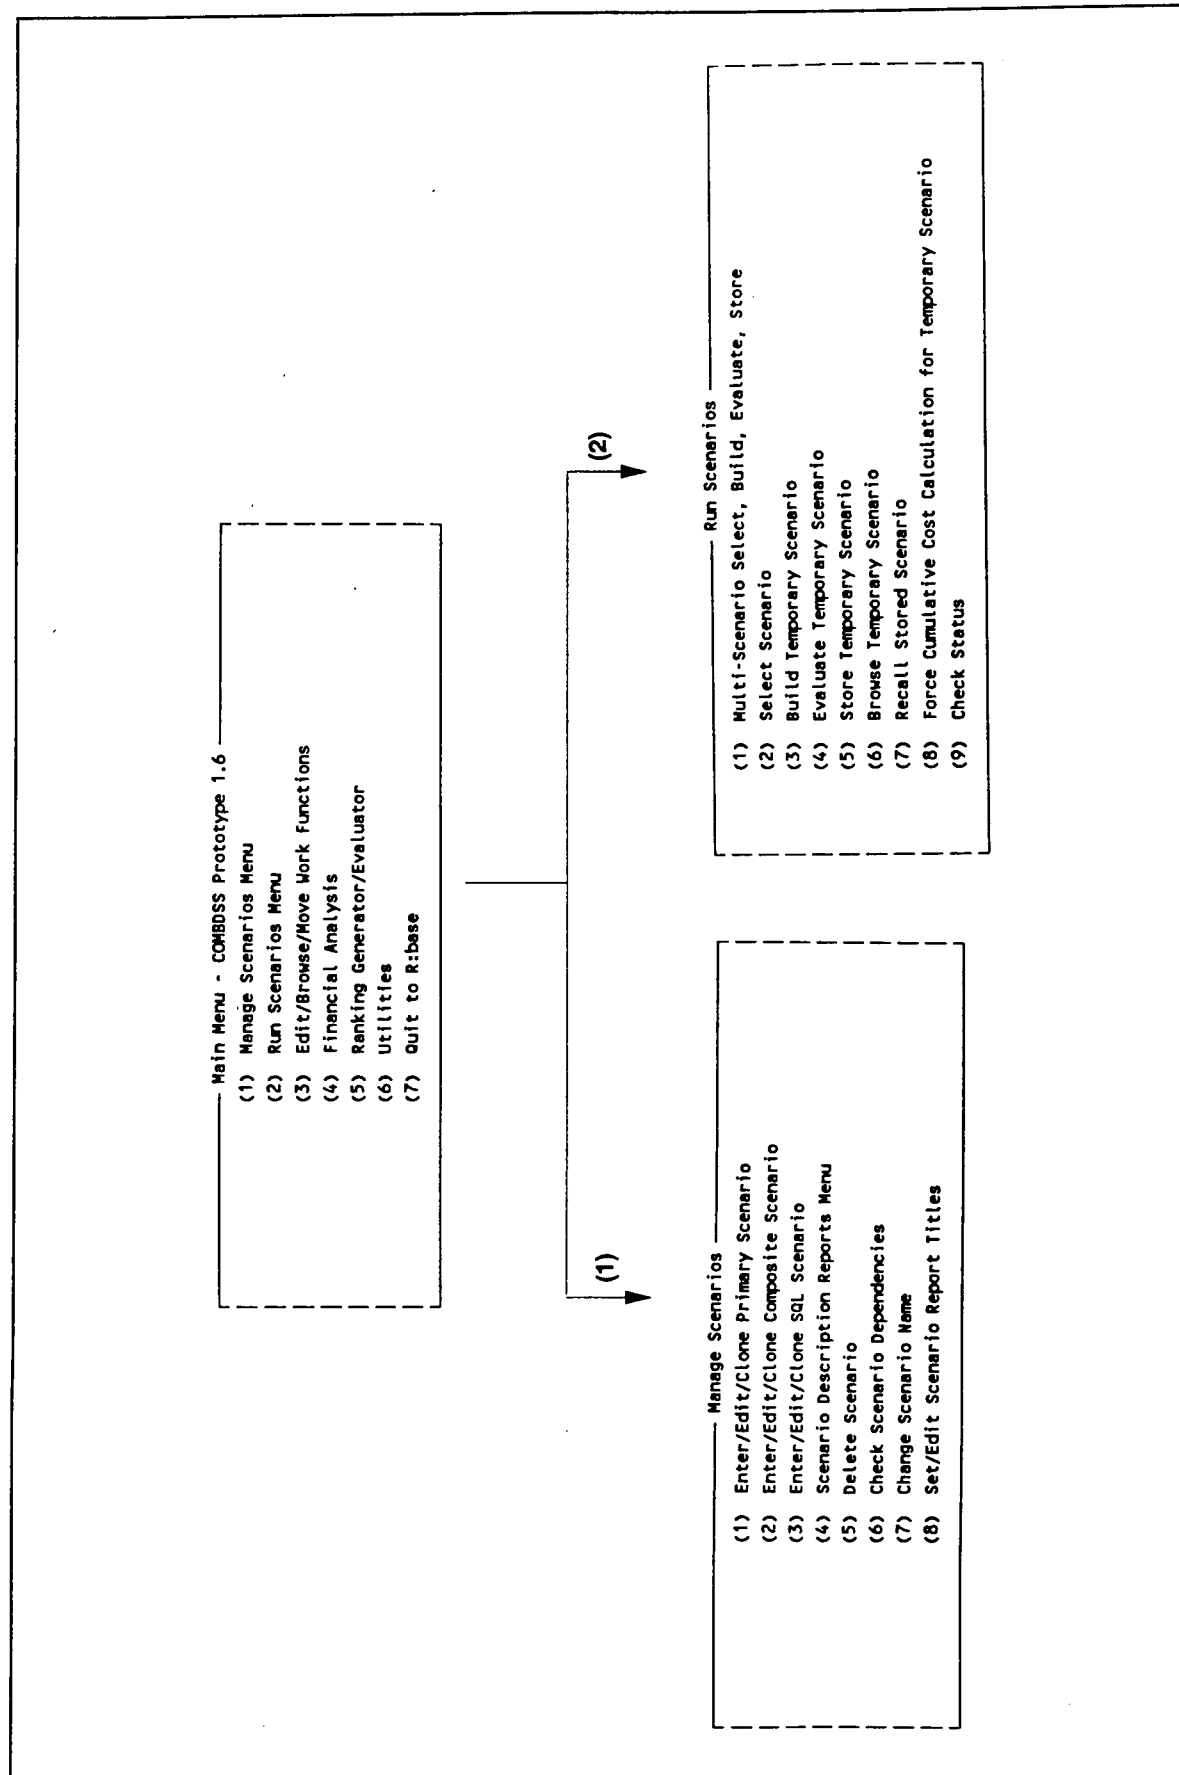 Main Menu - COMBDSS Prototype 1.6
(1) Manage Scenarios Menu
(2) Run Scenarios Menu
(3) Edit/Browse/Move Work Functions
(4) Financial Analysis
(5) Ranking Generator/Evaluator
(6) Utilities
(7) Quit to R:base
(1)
(2)
Manage Scenarios
(1) Enter/Edit/Clone Primary Scenario
(2) Enter/Edit/Clone Composite Scenario
(3) Enter/Edit/Clone SQL Scenario
(4) Scenario Description Reports Menu
(5) Delete Scenario
(6) Check Scenario Dependencies
(7) Change Scenario Name
(8) Set/Edit Scenario Report Titles
Run Scenarios
(1) Multi-Scenario Select, Build, Evaluate, Store
(2) Select Scenario
(3) Build Temporary Scenario
(4) Evaluate Temporary Scenario
(5) Store Temporary Scenario
(6) Browse Temporary Scenario
(7) Recall Stored Scenario
(8) Force Cumulative Cost Calculation for Temporary Scenario
(9) Check Status